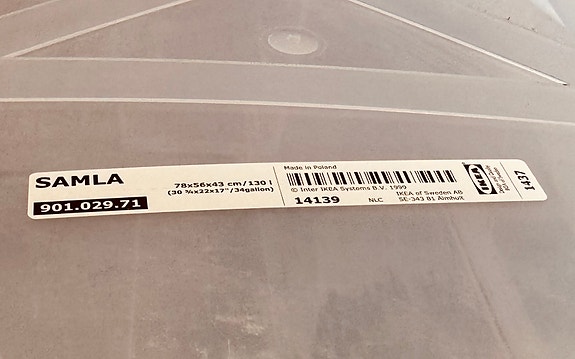 SAMLA
901.029.71
78x56x43 cm/130 l
(30 ¾x22x17"/34gallon)
Made in Poland
© Inter IKEA Systems B.V. 1999
14139
NLC
IKEA of Sweden AB
SE-343 81 Älmhult
IKEA
1437